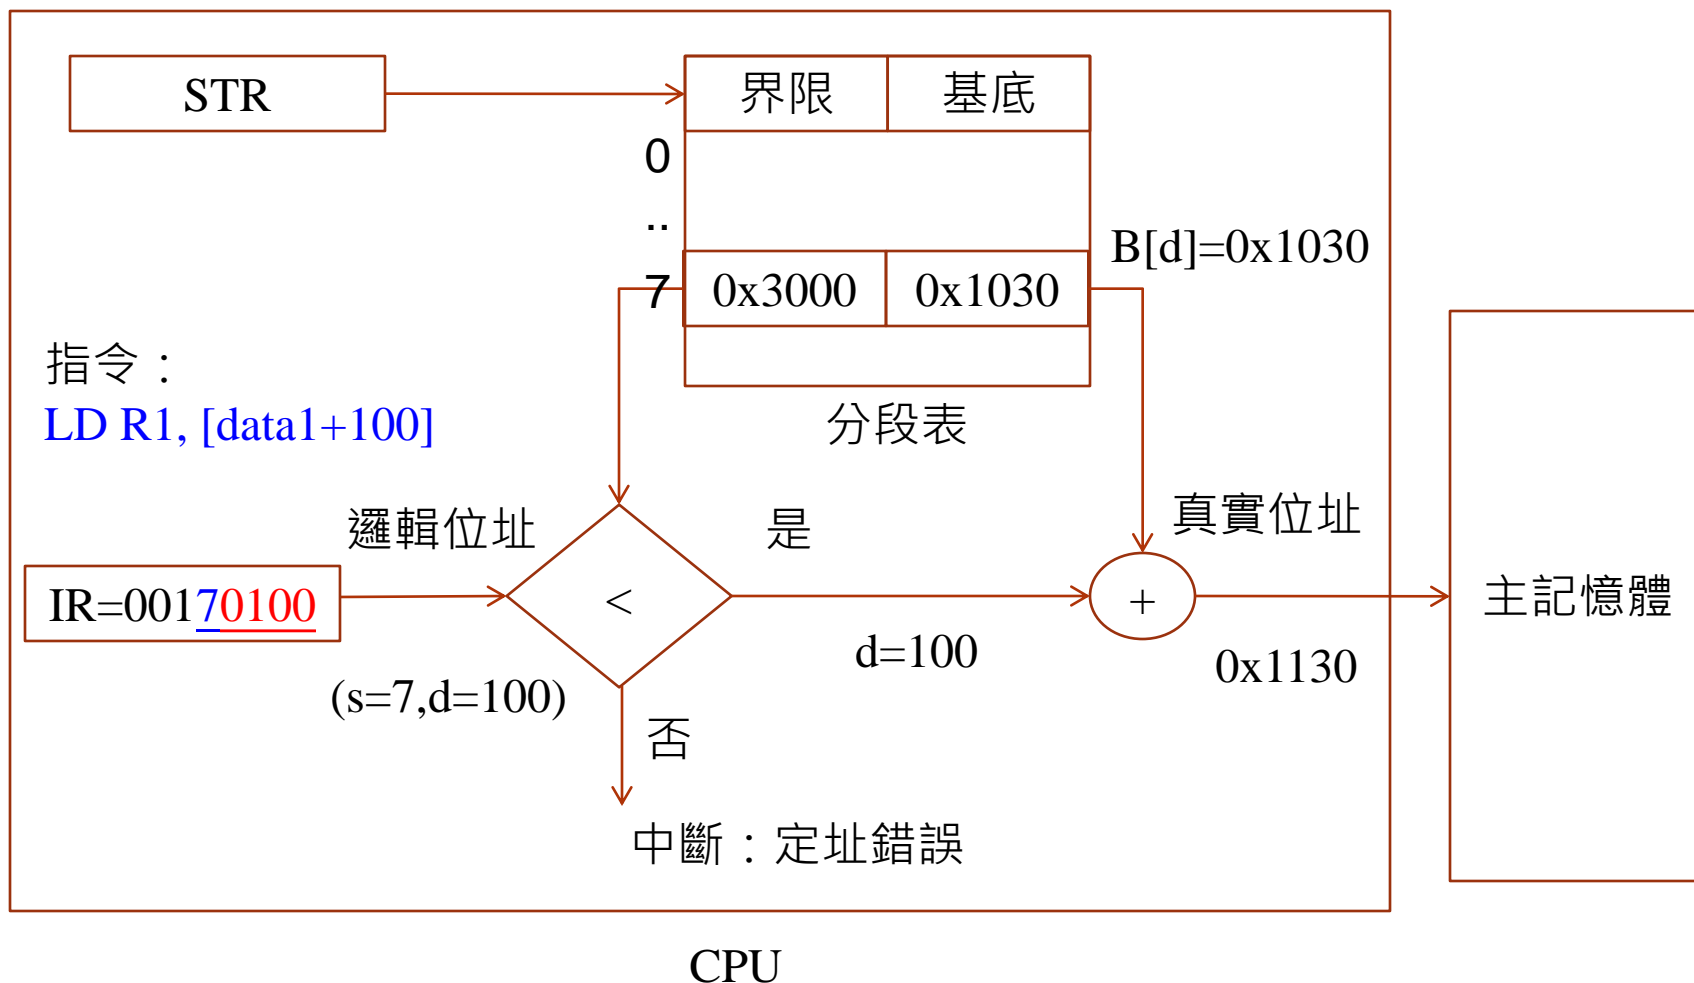 STR
界限 基底
0
..
7 0x3000 0x1030
B[d]=0x1030
分段表
指令：
LD R1, [data1+100]
邏輯位址
IR=00170100
(s=7,d=100)
<
是
否
中斷：定址錯誤
d=100
+
真實位址
0x1130
主記憶體
CPU